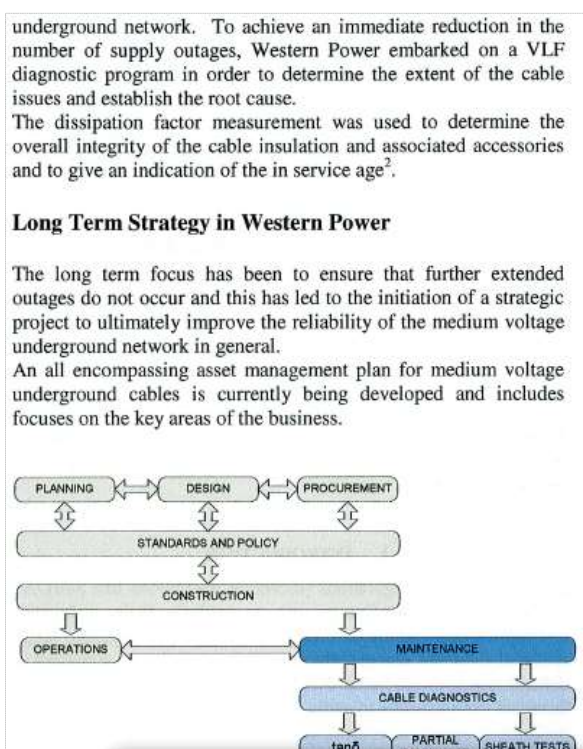 underground network. To achieve an immediate reduction in the
number of supply outages, Western Power embarked on a VLF
diagnostic program in order to determine the extent of the cable
issues and establish the root cause.
The dissipation factor measurement was used to determine the
overall integrity of the cable insulation and associated accessories
and to give an indication of the in service age².
Long Term Strategy in Western Power
The long term focus has been to ensure that further extended
outages do not occur and this has led to the initiation of a strategic
project to ultimately improve the reliability of the medium voltage
underground network in general.
An all encompassing asset management plan for medium voltage
underground cables is currently being developed and includes
focuses on the key areas of the business.
PLANNING DESIGN PROCUREMENT
STANDARDS AND POLICY
CONSTRUCTION
OPERATIONS MAINTENANCE
CABLE DIAGNOSTICS
tanδ PARTIAL SHEATH TESTS